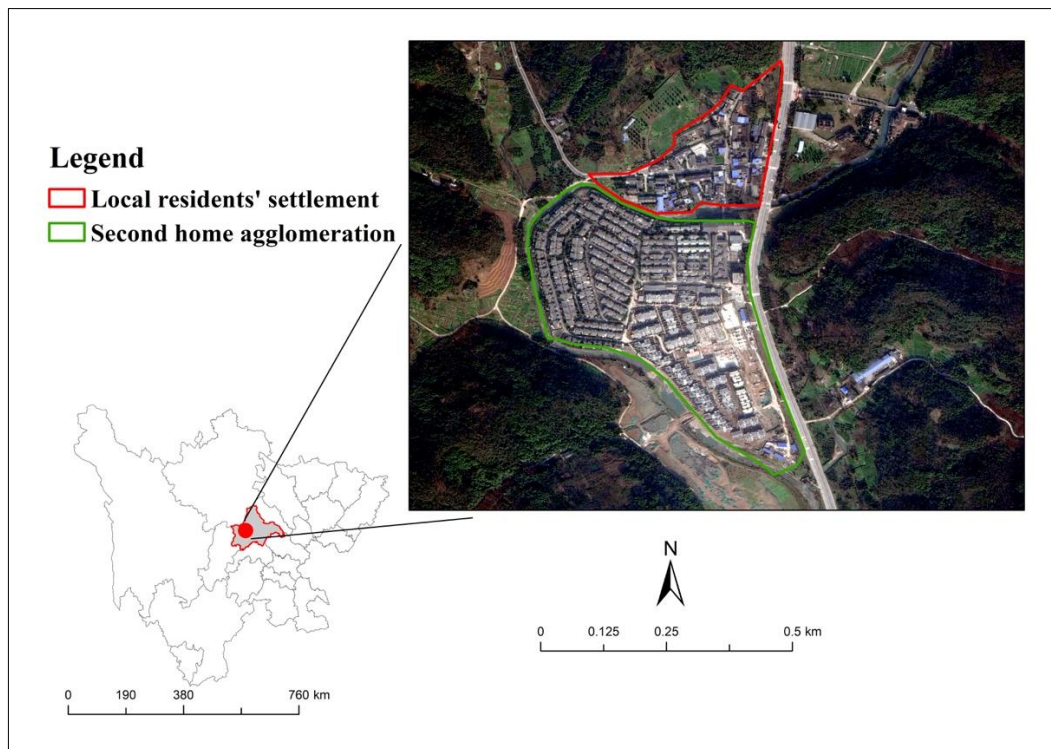 Legend
Local residents' settlement
Second home agglomeration
N
0 0.125 0.25 0.5 km
0 190 380 760 km